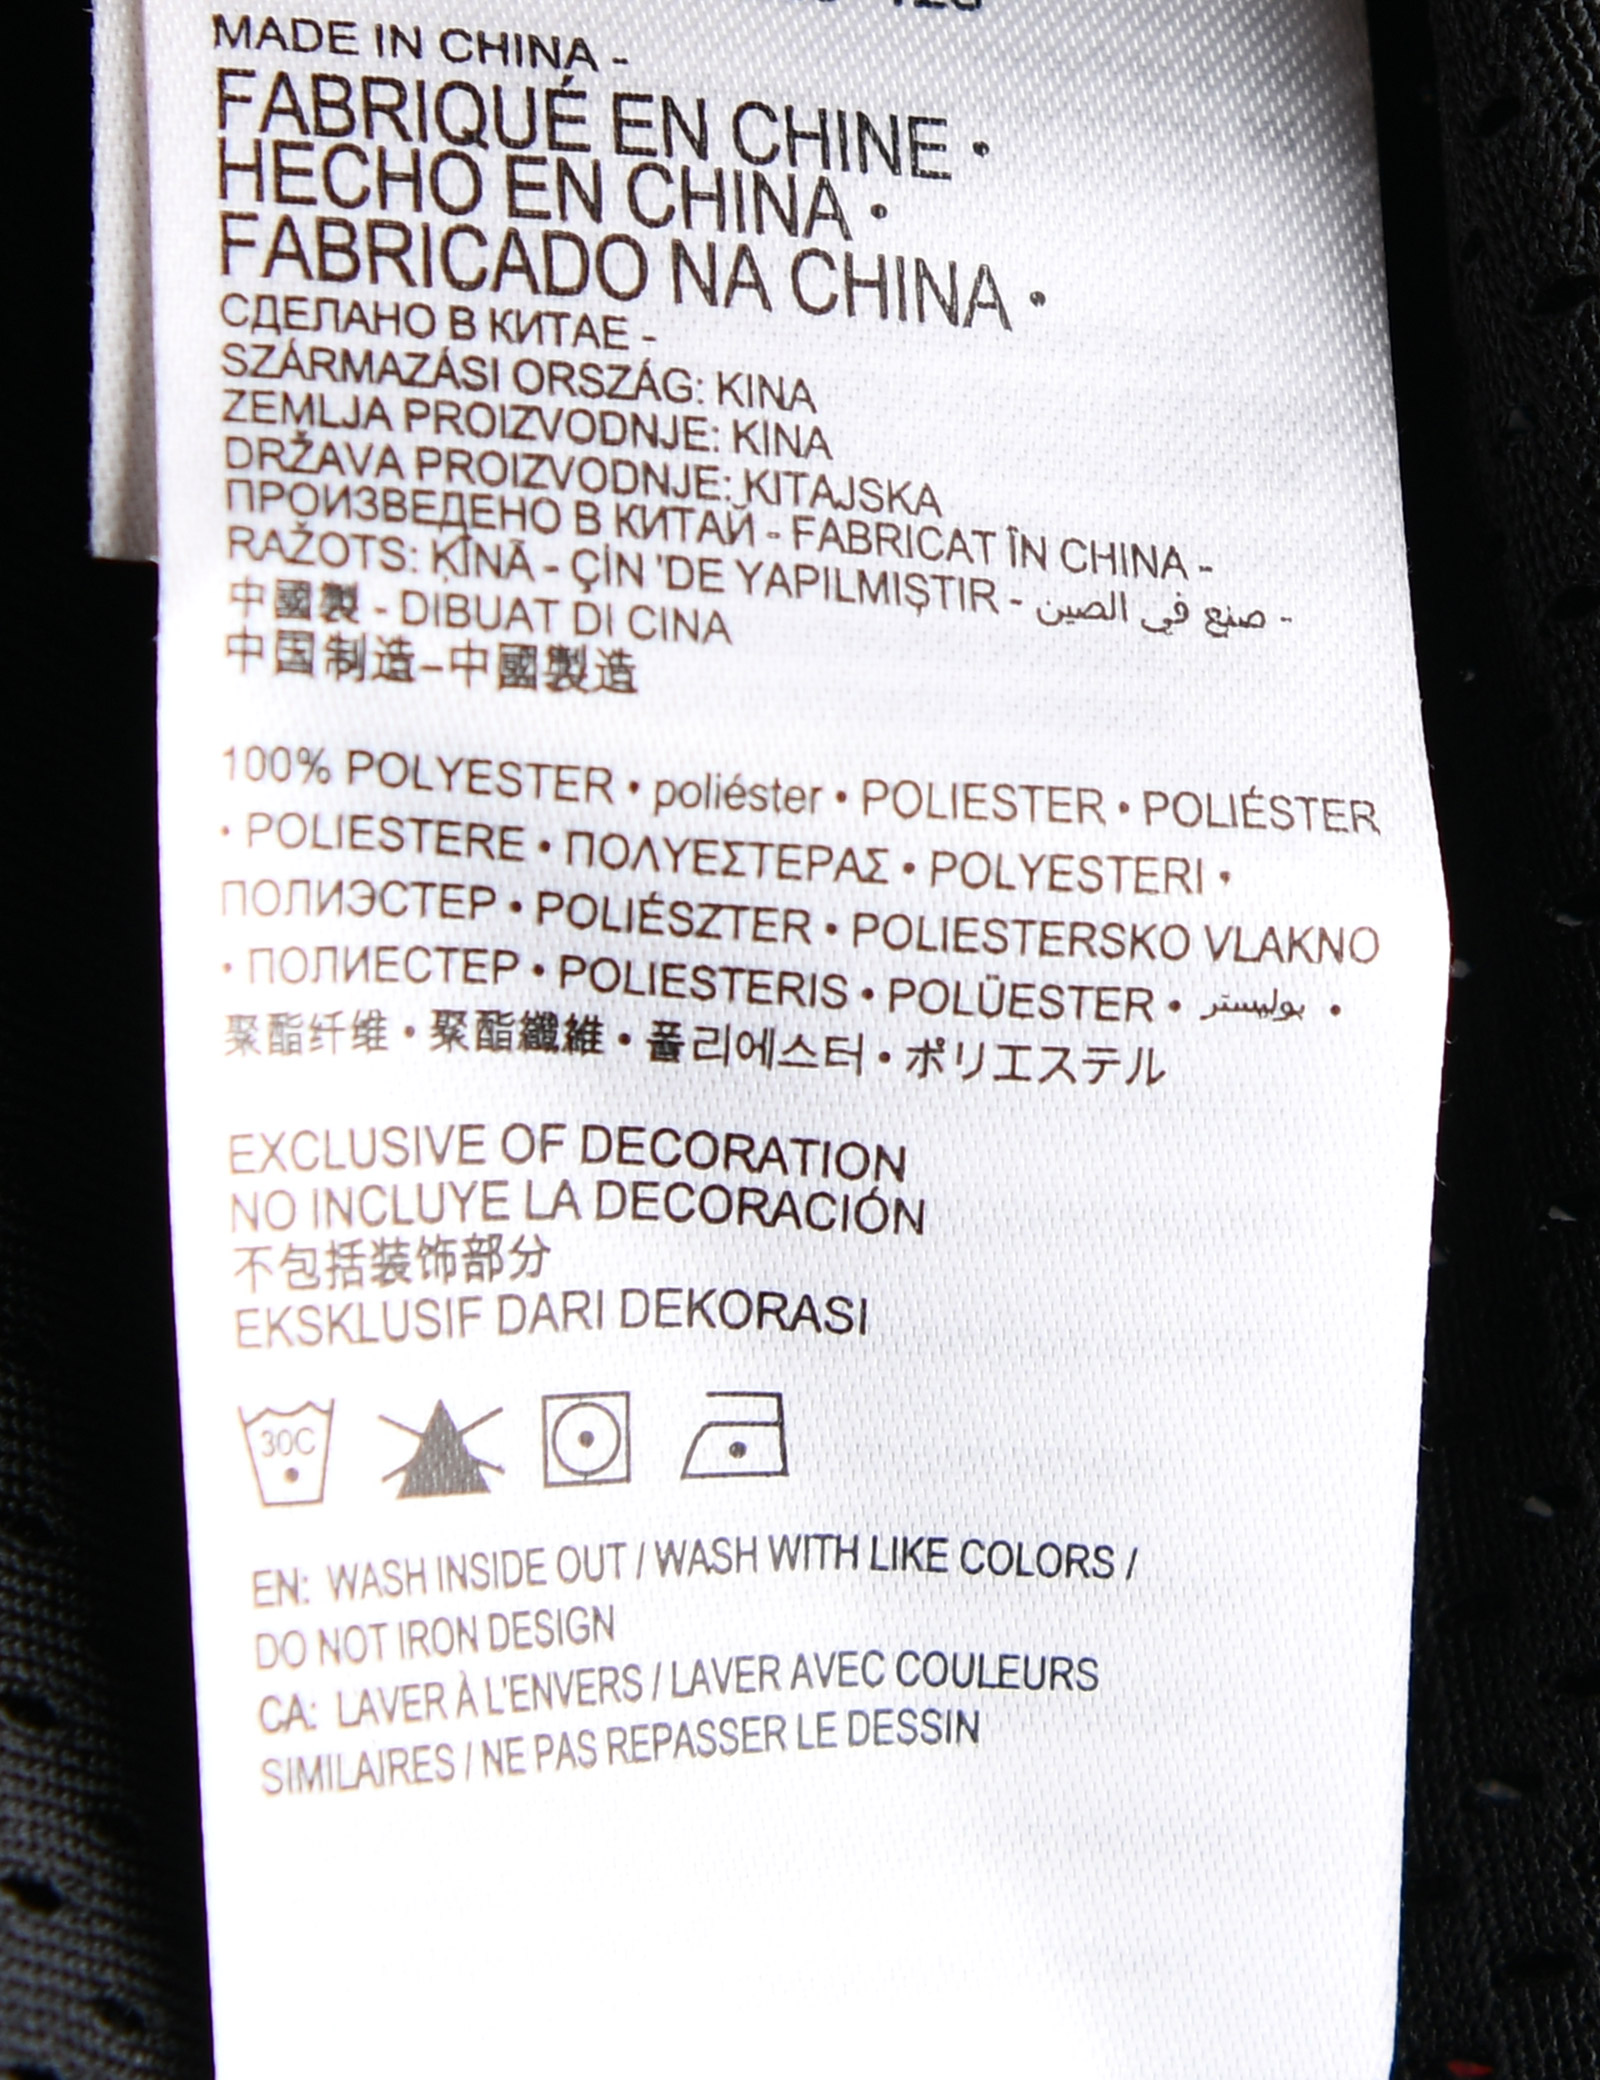 MADE IN CHINA -
FABRIQUÉ EN CHINE •
HECHO EN CHINA •
FABRICADO NA CHINA •
СДЕЛАНО В КИТАЕ -
SZÁRMAZÁSI ORSZÁG: KINA
ZEMLJA PROIZVODNJE: KINA
DRŽAVA PROIZVODNJE: KITAJSKA
ПРОИЗВЕДЕНО В КИТАЙ - FABRICAT ÎN CHINA -
RAŽOTS: ĶĪNĀ - ÇİN 'DE YAPILMIŞTIR - صنع في الصين -
中國製 - DIBUAT DI CINA
中国制造–中國製造
100% POLYESTER • poliéster • POLIESTER • POLIÉSTER
• POLIESTERE • ΠΟΛΥΕΣΤΕΡΑΣ • POLYESTERI •
ПОЛИЭСТЕР • POLIÉSZTER • POLIESTERSKO VLAKNO
• ПОЛИЕСТЕР • POLIESTERIS • POLÜESTER • بوليستر •
聚酯纤维 • 聚酯纖維 • 폴리에스터 • ポリエステル
EXCLUSIVE OF DECORATION
NO INCLUYE LA DECORACIÓN
不包括装饰部分
EKSKLUSIF DARI DEKORASI
30C
EN: WASH INSIDE OUT / WASH WITH LIKE COLORS /
DO NOT IRON DESIGN
CA: LAVER À L'ENVERS / LAVER AVEC COULEURS
SIMILAIRES / NE PAS REPASSER LE DESSIN